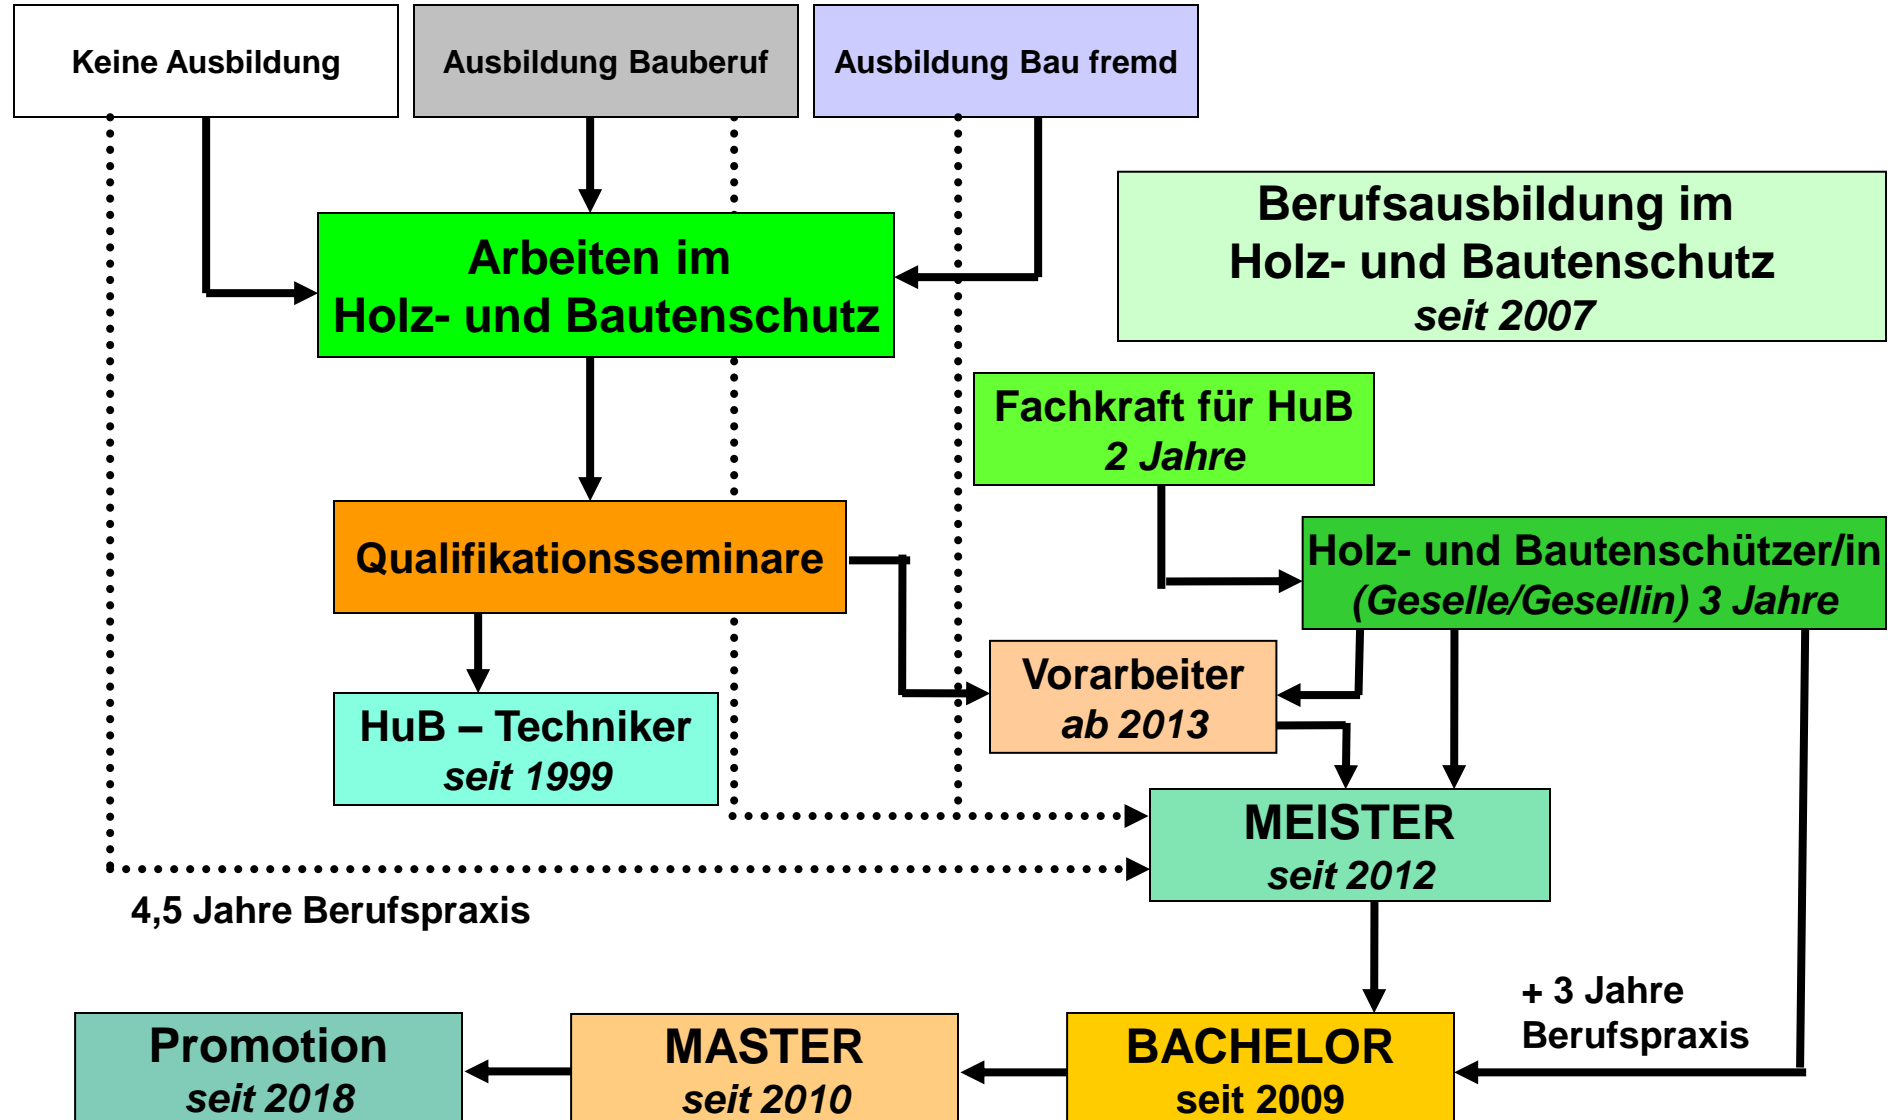 Keine Ausbildung
Ausbildung Bauberuf
Ausbildung Bau fremd
Arbeiten im
Holz- und Bautenschutz
Berufsausbildung im
Holz- und Bautenschutz
seit 2007
Fachkraft für HuB
2 Jahre
Qualifikationsseminare
Holz- und Bautenschützer/in
(Geselle/Gesellin) 3 Jahre
Vorarbeiter
ab 2013
HuB – Techniker
seit 1999
MEISTER
seit 2012
4,5 Jahre Berufspraxis
+ 3 Jahre
Berufspraxis
Promotion
seit 2018
MASTER
seit 2010
BACHELOR
seit 2009